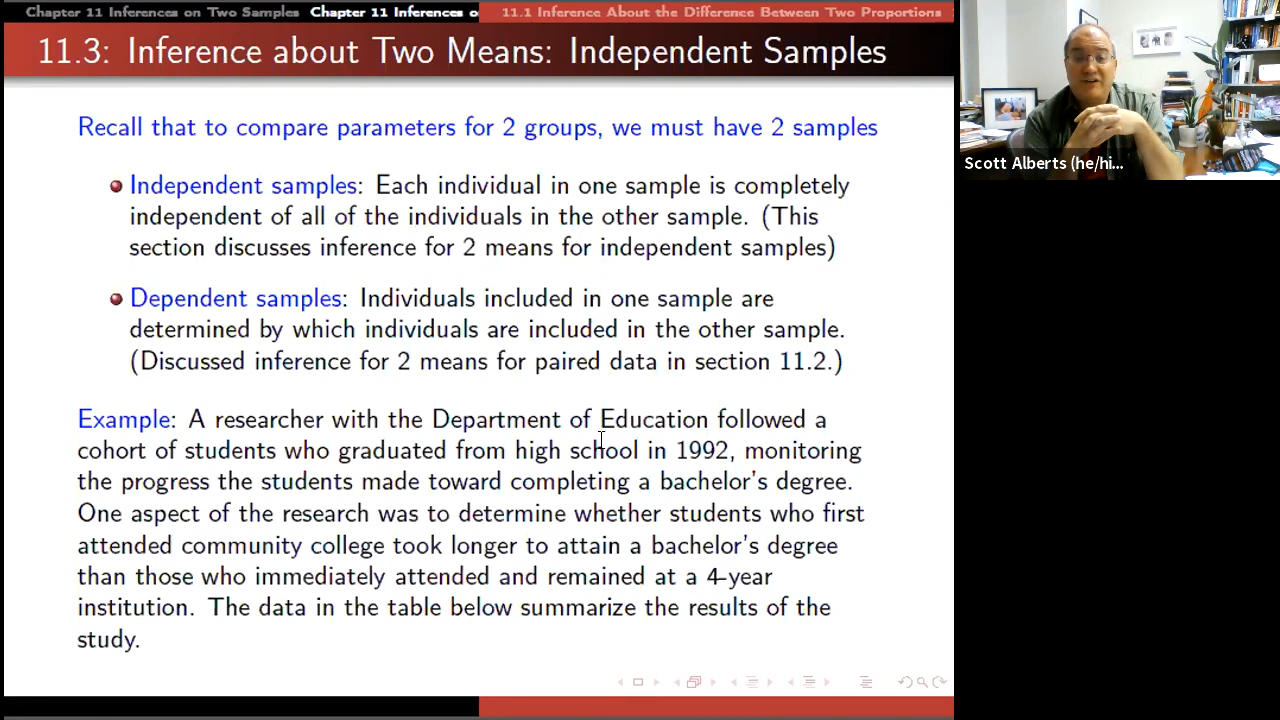 Chapter 11 Inferences on Two Samples Chapter 11 Inferences o 11.1 Inference About the Difference Between Two Proportions
11.3: Inference about Two Means: Independent Samples
Recall that to compare parameters for 2 groups, we must have 2 samples
Independent samples: Each individual in one sample is completely
independent of all of the individuals in the other sample. (This
section discusses inference for 2 means for independent samples)
Dependent samples: Individuals included in one sample are
determined by which individuals are included in the other sample.
(Discussed inference for 2 means for paired data in section 11.2.)
Example: A researcher with the Department of Education followed a
cohort of students who graduated from high school in 1992, monitoring
the progress the students made toward completing a bachelor's degree.
One aspect of the research was to determine whether students who first
attended community college took longer to attain a bachelor's degree
than those who immediately attended and remained at a 4-year
institution. The data in the table below summarize the results of the
study.
Scott Alberts (he/hi...